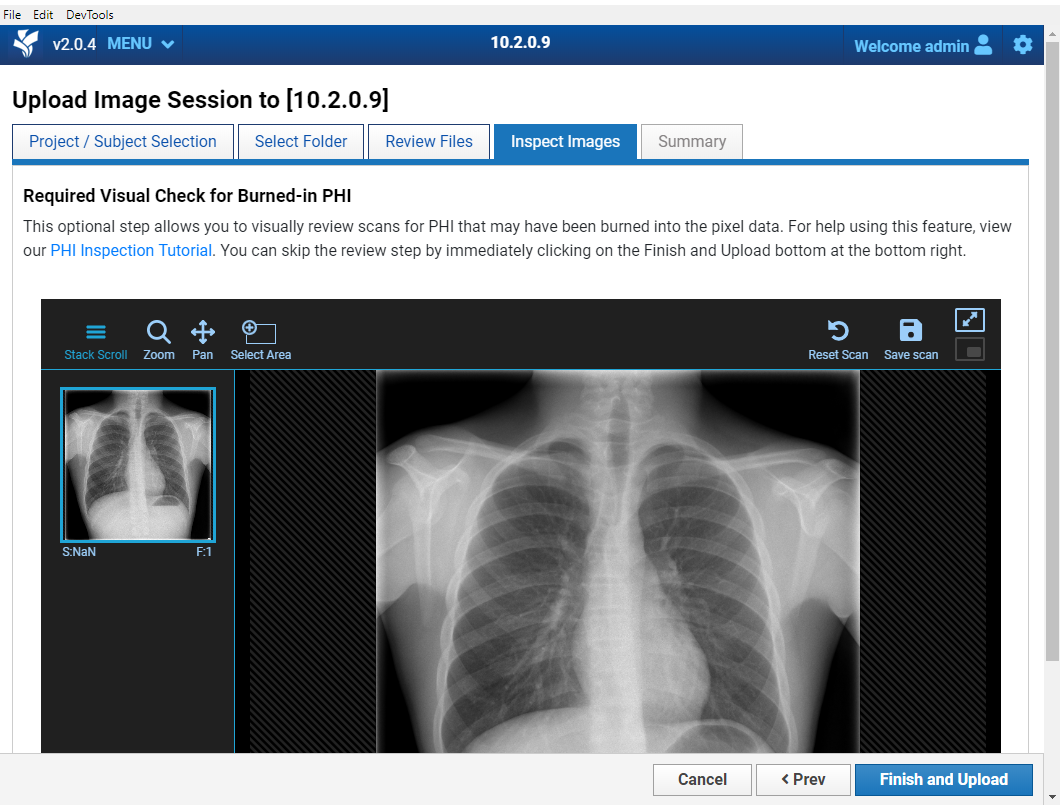 File Edit DevTools
v2.0.4 MENU 10.2.0.9 Welcome admin
Upload Image Session to [10.2.0.9]
Project / Subject Selection Select Folder Review Files Inspect Images Summary
Required Visual Check for Burned-in PHI
This optional step allows you to visually review scans for PHI that may have been burned into the pixel data. For help using this feature, view
our PHI Inspection Tutorial. You can skip the review step by immediately clicking on the Finish and Upload bottom at the bottom right.
Stack Scroll Zoom Pan Select Area Reset Scan Save scan
S:NaN F:1
Cancel Prev Finish and Upload